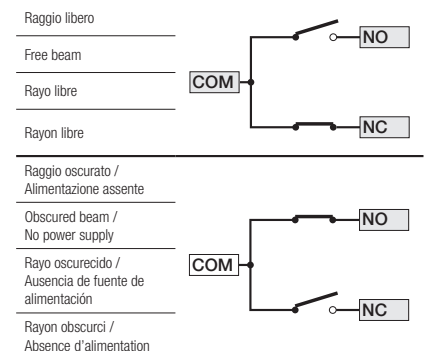 Raggio libero
Free beam
Rayo libre
Rayon libre
COM
NO
NC
Raggio oscurato /
Alimentazione assente
Obscured beam /
No power supply
Rayo oscurecido /
Ausencia de fuente de
alimentación
Rayon obscurci /
Absence d'alimentation
COM
NO
NC